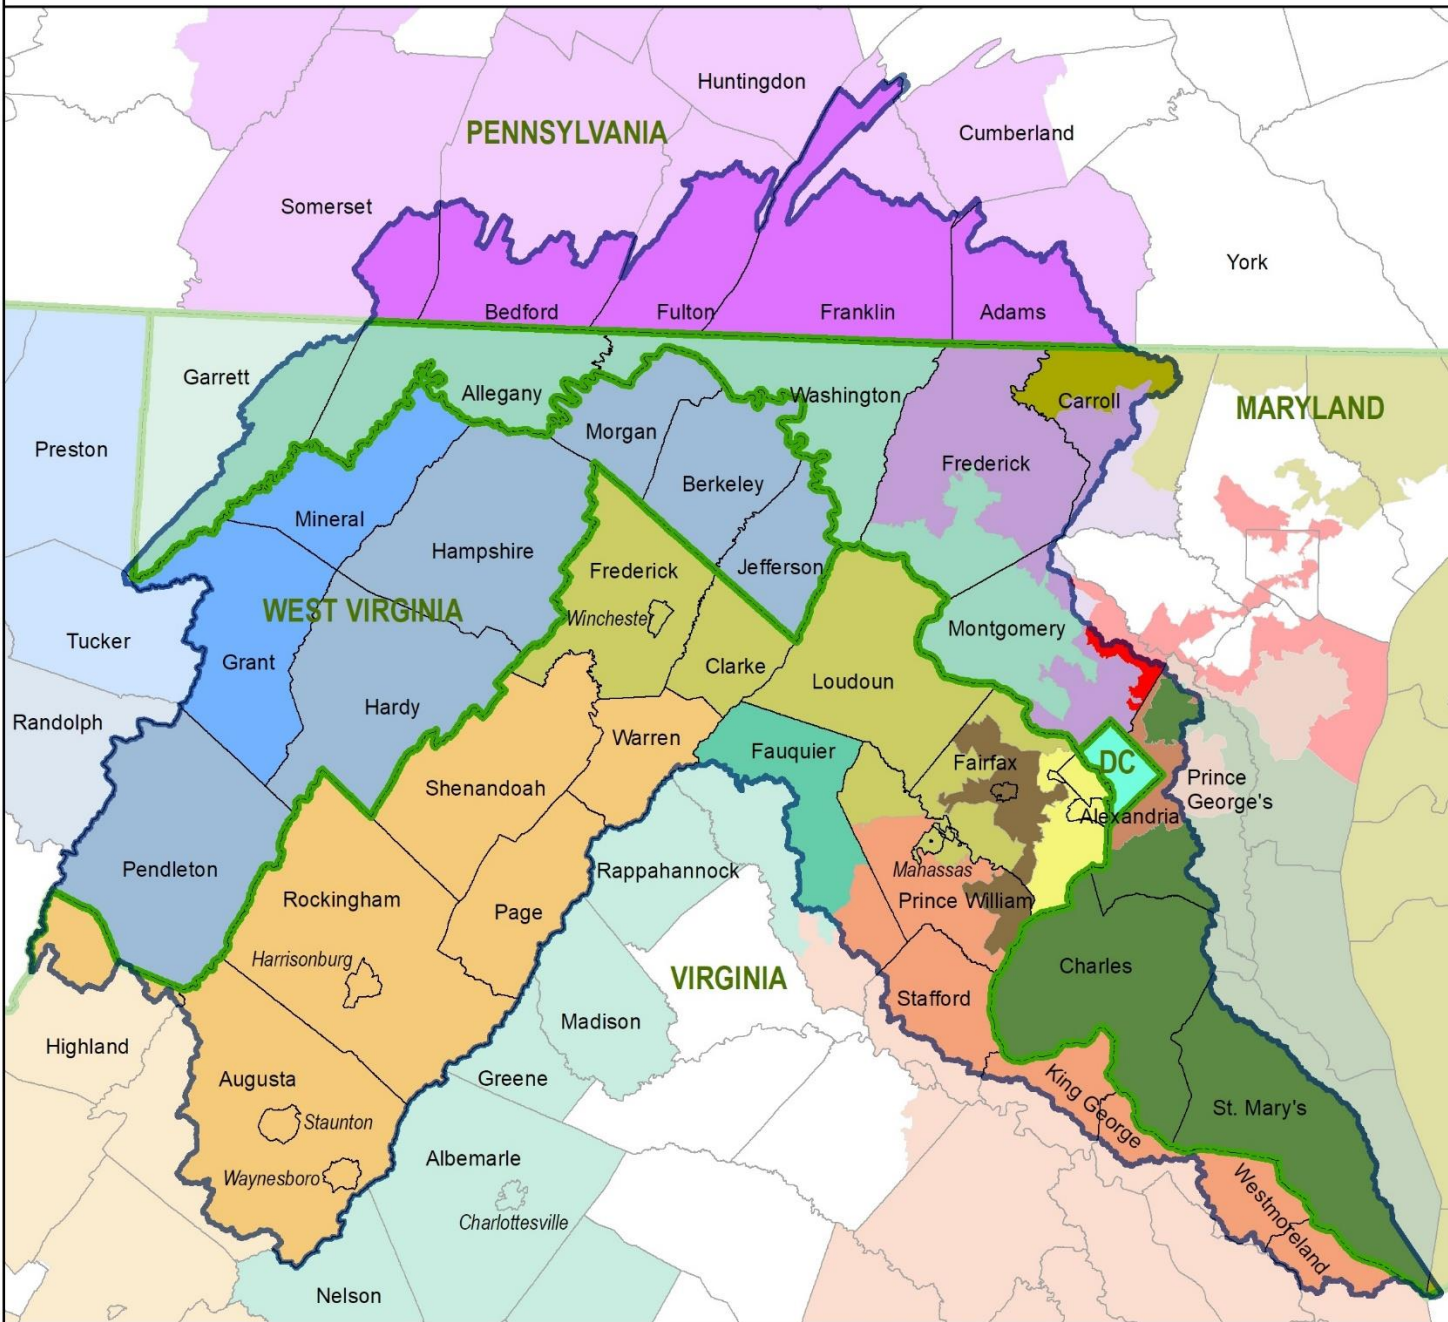 Huntingdon
Cumberland
PENNSYLVANIA
Somerset
York
Bedford
Fulton
Franklin
Adams
Garrett
Allegany
Washington
Carroll
MARYLAND
Preston
Morgan
Frederick
Berkeley
Mineral
Hampshire
Frederick
Jefferson
WEST VIRGINIA
Winchester
Montgomery
Tucker
Grant
Clarke
Loudoun
Hardy
Randolph
Warren
Fauquier
Fairfax
DC
Prince
George's
Shenandoah
Alexandria
Pendleton
Rappahannock
Manassas
Rockingham
Page
Prince William
Harrisonburg
Charles
VIRGINIA
Stafford
Madison
Highland
Augusta
Greene
King George
St. Mary's
Staunton
Albemarle
Waynesboro
Westmoreland
Charlottesville
Nelson